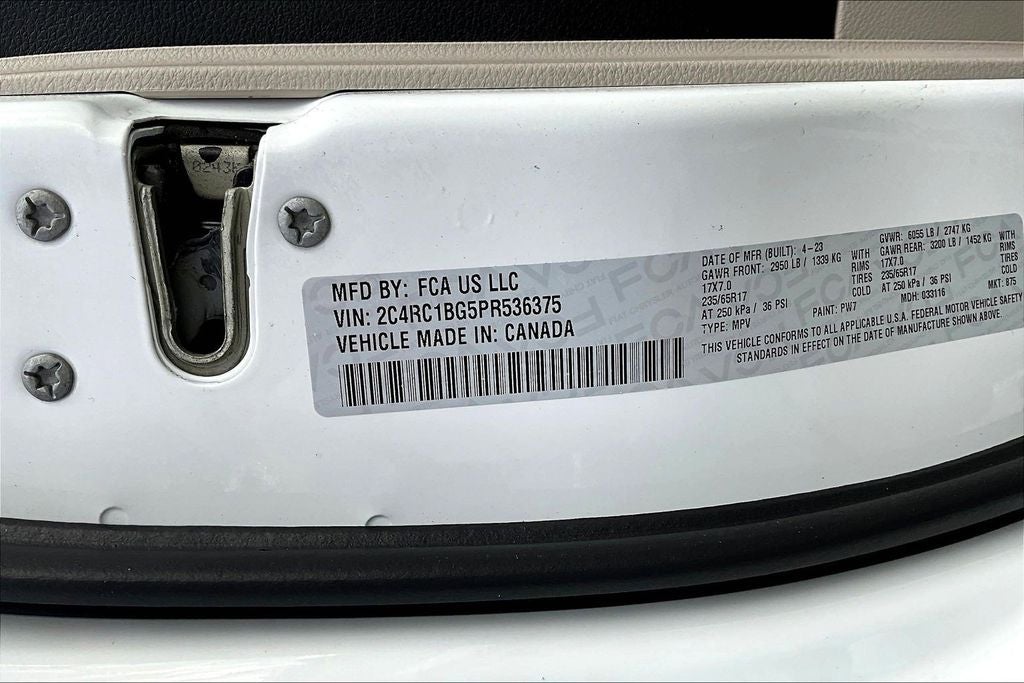 0243
MFD BY: FCA US LLC
VIN: 2C4RC1BG5PR536375
VEHICLE MADE IN: CANADA
DATE OF MFR (BUILT): 4-23 GVWR: 6055 LB / 2747 KG
GAWR FRONT: 2950 LB / 1339 KG WITH GAWR REAR: 3200 LB / 1452 KG WITH
17X7.0 RIMS 17X7.0 RIMS
235/65R17 TIRES 235/65R17 TIRES
AT 250 kPa / 36 PSI COLD AT 250 kPa / 36 PSI COLD
TYPE: MPV PAINT: PW7 MDH: 033116 MKT: 875
THIS VEHICLE CONFORMS TO ALL APPLICABLE U.S.A. FEDERAL MOTOR VEHICLE SAFETY
STANDARDS IN EFFECT ON THE DATE OF MANUFACTURE SHOWN ABOVE.